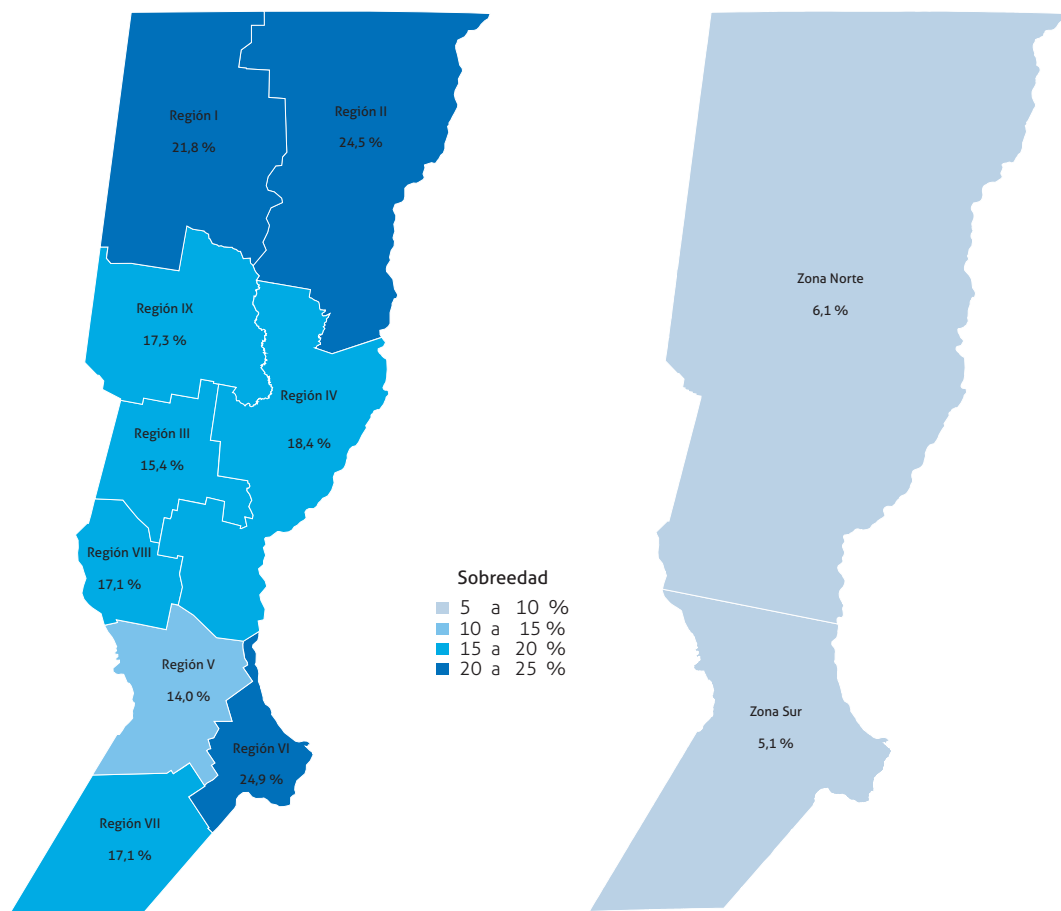 Región I
21,8 %
Región II
24,5 %
Región IX
17,3 %
Región IV
18,4 %
Región III
15,4 %
Región VIII
17,1 %
Región V
14,0 %
Región VI
24,9 %
Región VII
17,1 %
Sobreedad
5 a 10 %
10 a 15 %
15 a 20 %
20 a 25 %
Zona Norte
6,1 %
Zona Sur
5,1 %